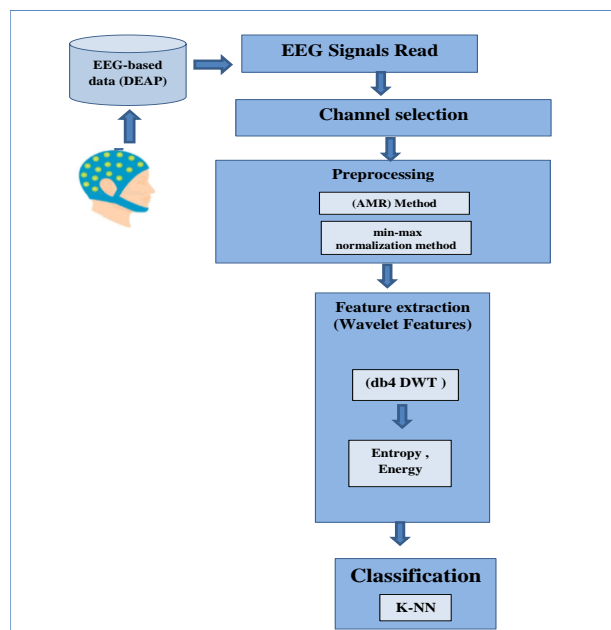 EEG-based
data (DEAP)
EEG Signals Read
Channel selection
Preprocessing
(AMR) Method
min-max
normalization method
Feature extraction
(Wavelet Features)
(db4 DWT )
Entropy ,
Energy
Classification
K-NN